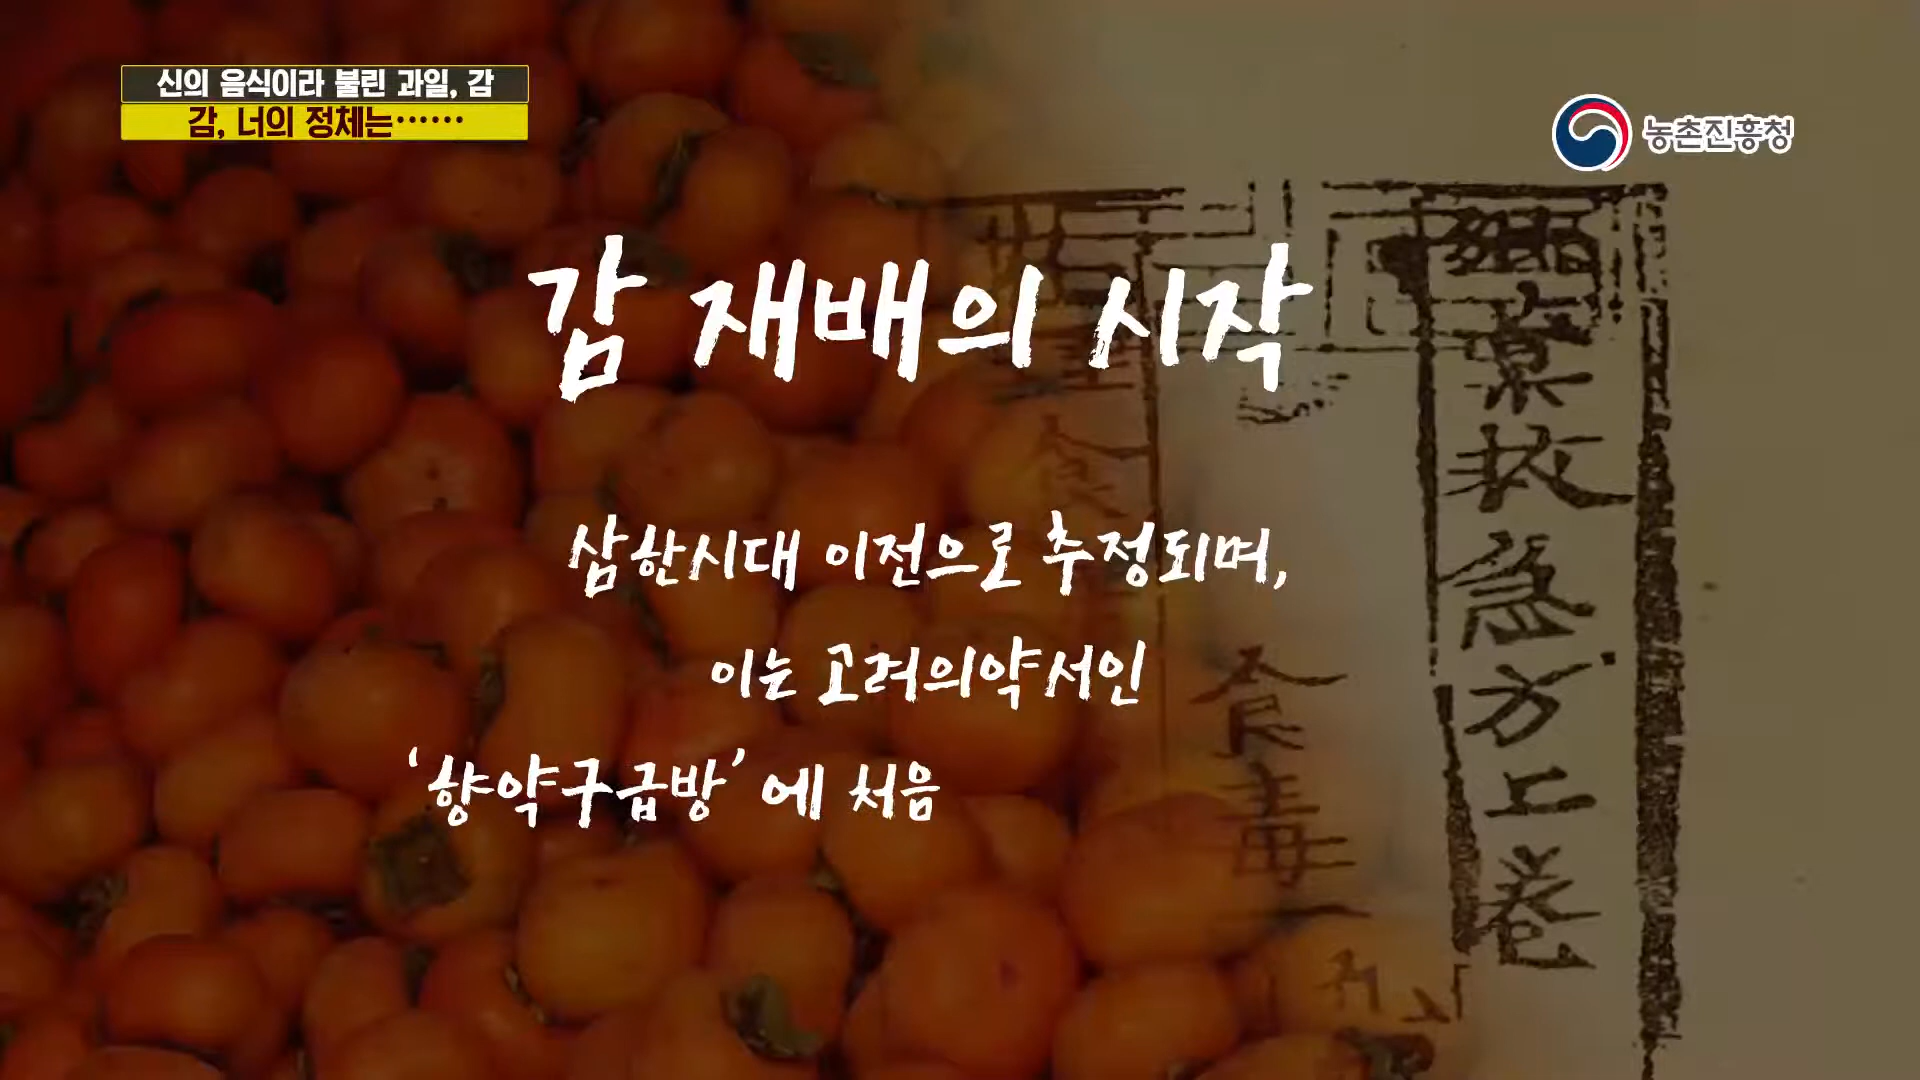 신의 음식이라 불린 과일, 감
감, 너의 정체는……
농촌진흥청
감 재배의 시작
삼한시대 이전으로 추정되며,
이는 고려의약서인
‘향약구급방’에 처음
鄕藥救急方上卷
食毒